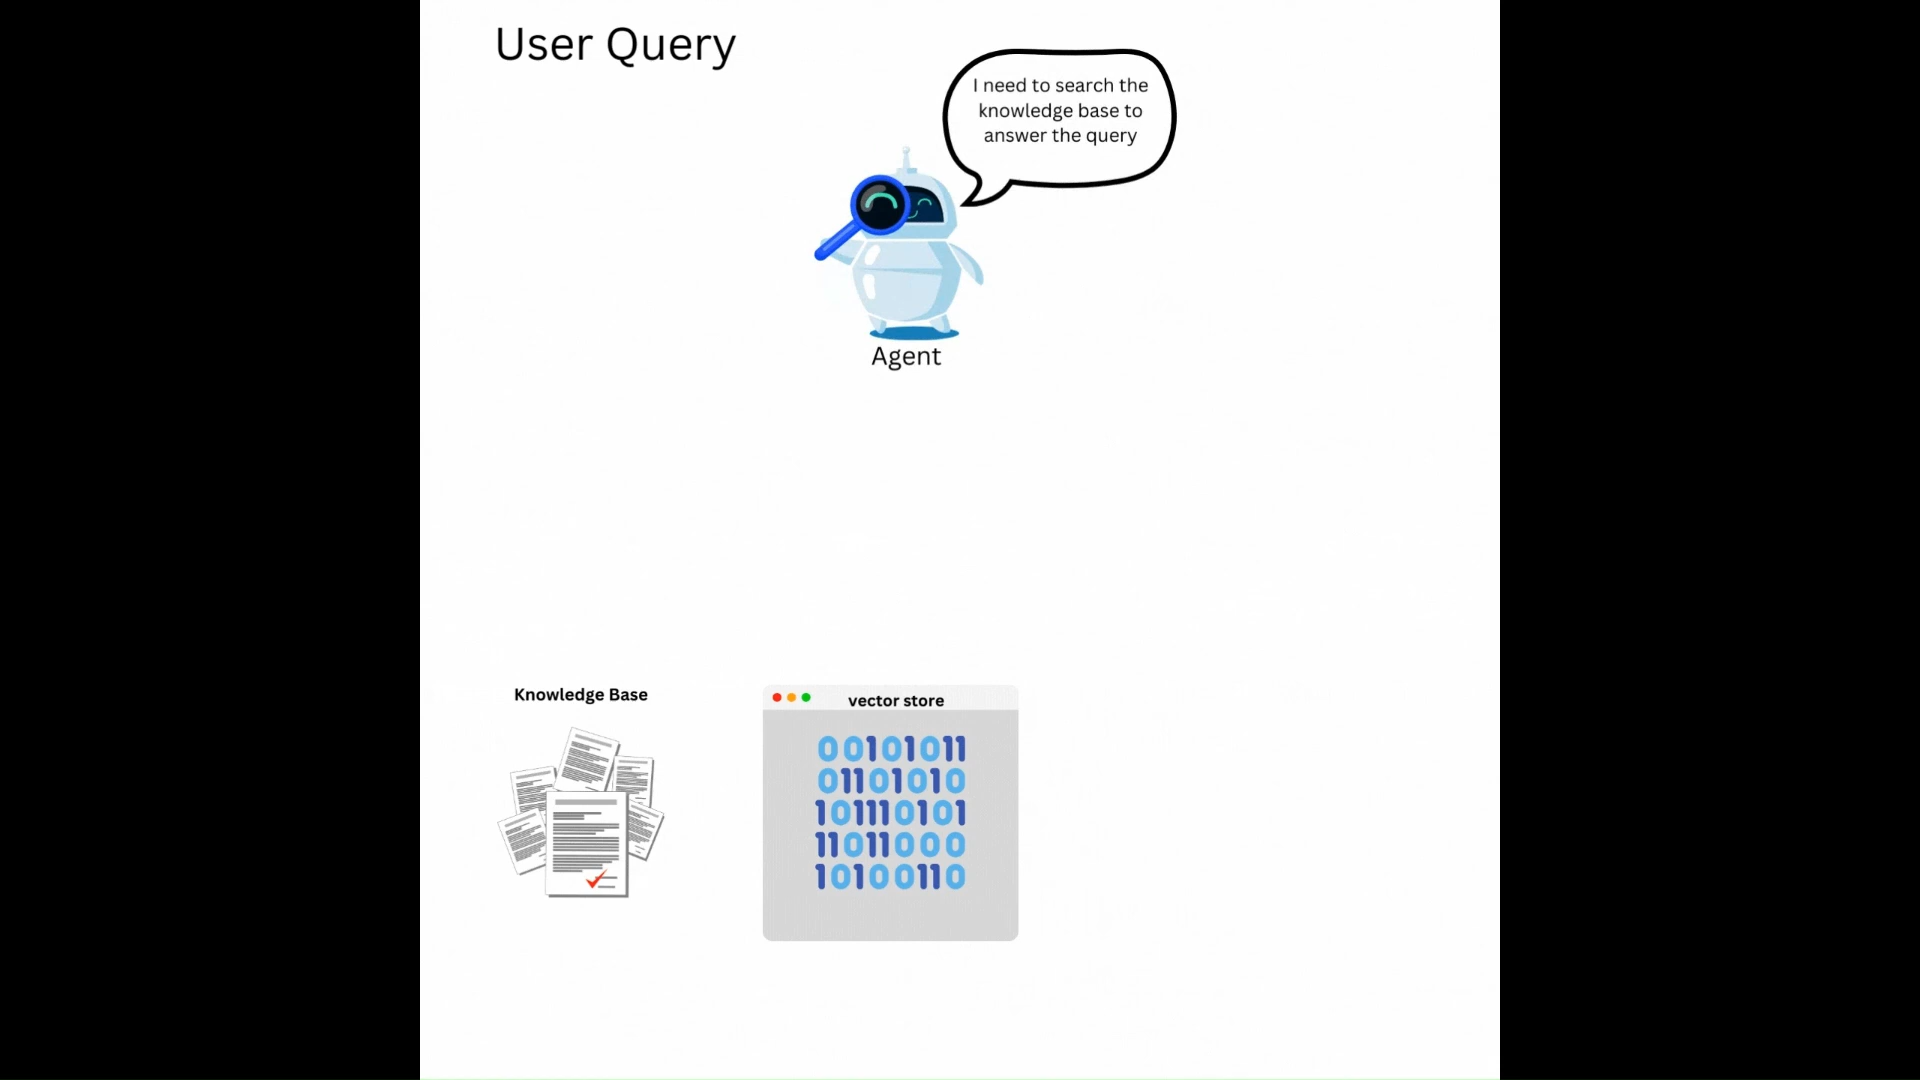 User Query
I need to search the
knowledge base to
answer the query
Agent
Knowledge Base
vector store
00101011
01101010
101110101
11011000
10100110